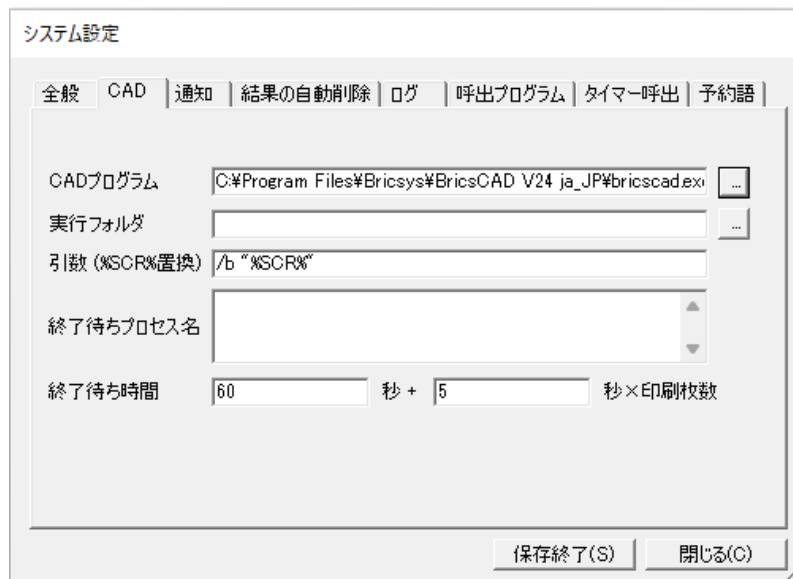 システム設定
全般 CAD 通知 結果の自動削除 ログ 呼出プログラム タイマー呼出 予約語
CADプログラム C:¥Program Files¥Bricsys¥BricsCAD V24 ja_JP¥bricscad.exe ...
実行フォルダ ...
引数 (%SCR%置換) /b "%SCR%"
終了待ちプロセス名
終了待ち時間 60 秒 + 5 秒×印刷枚数
保存終了(S) 閉じる(C)